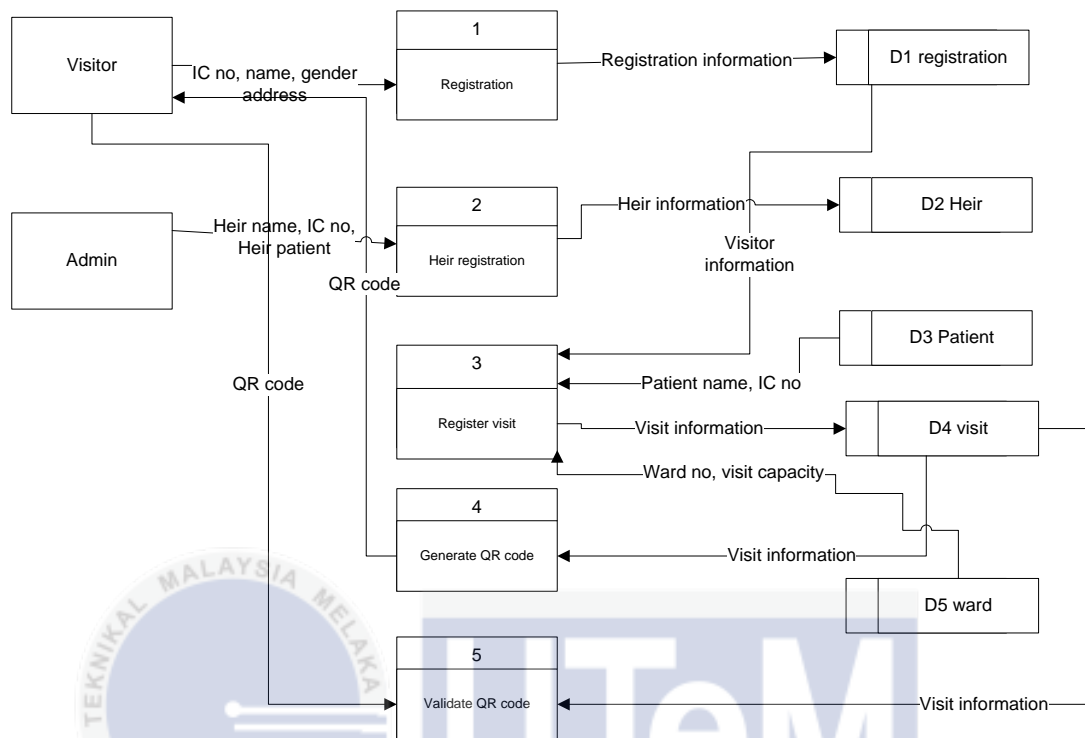 1
Visitor
IC no, name, gender
address
Registration
Registration information
D1 registration
2
Admin
Heir name, IC no,
Heir patient
Heir registration
Heir information
D2 Heir
Visitor
information
QR code
QR code
3
Register visit
D3 Patient
Patient name, IC no
Visit information
D4 visit
Ward no, visit capacity
4
Generate QR code
Visit information
D5 ward
5
Validate QR code
Visit information
TEKNIKAL MALAYSIA MELAKA
UTeM